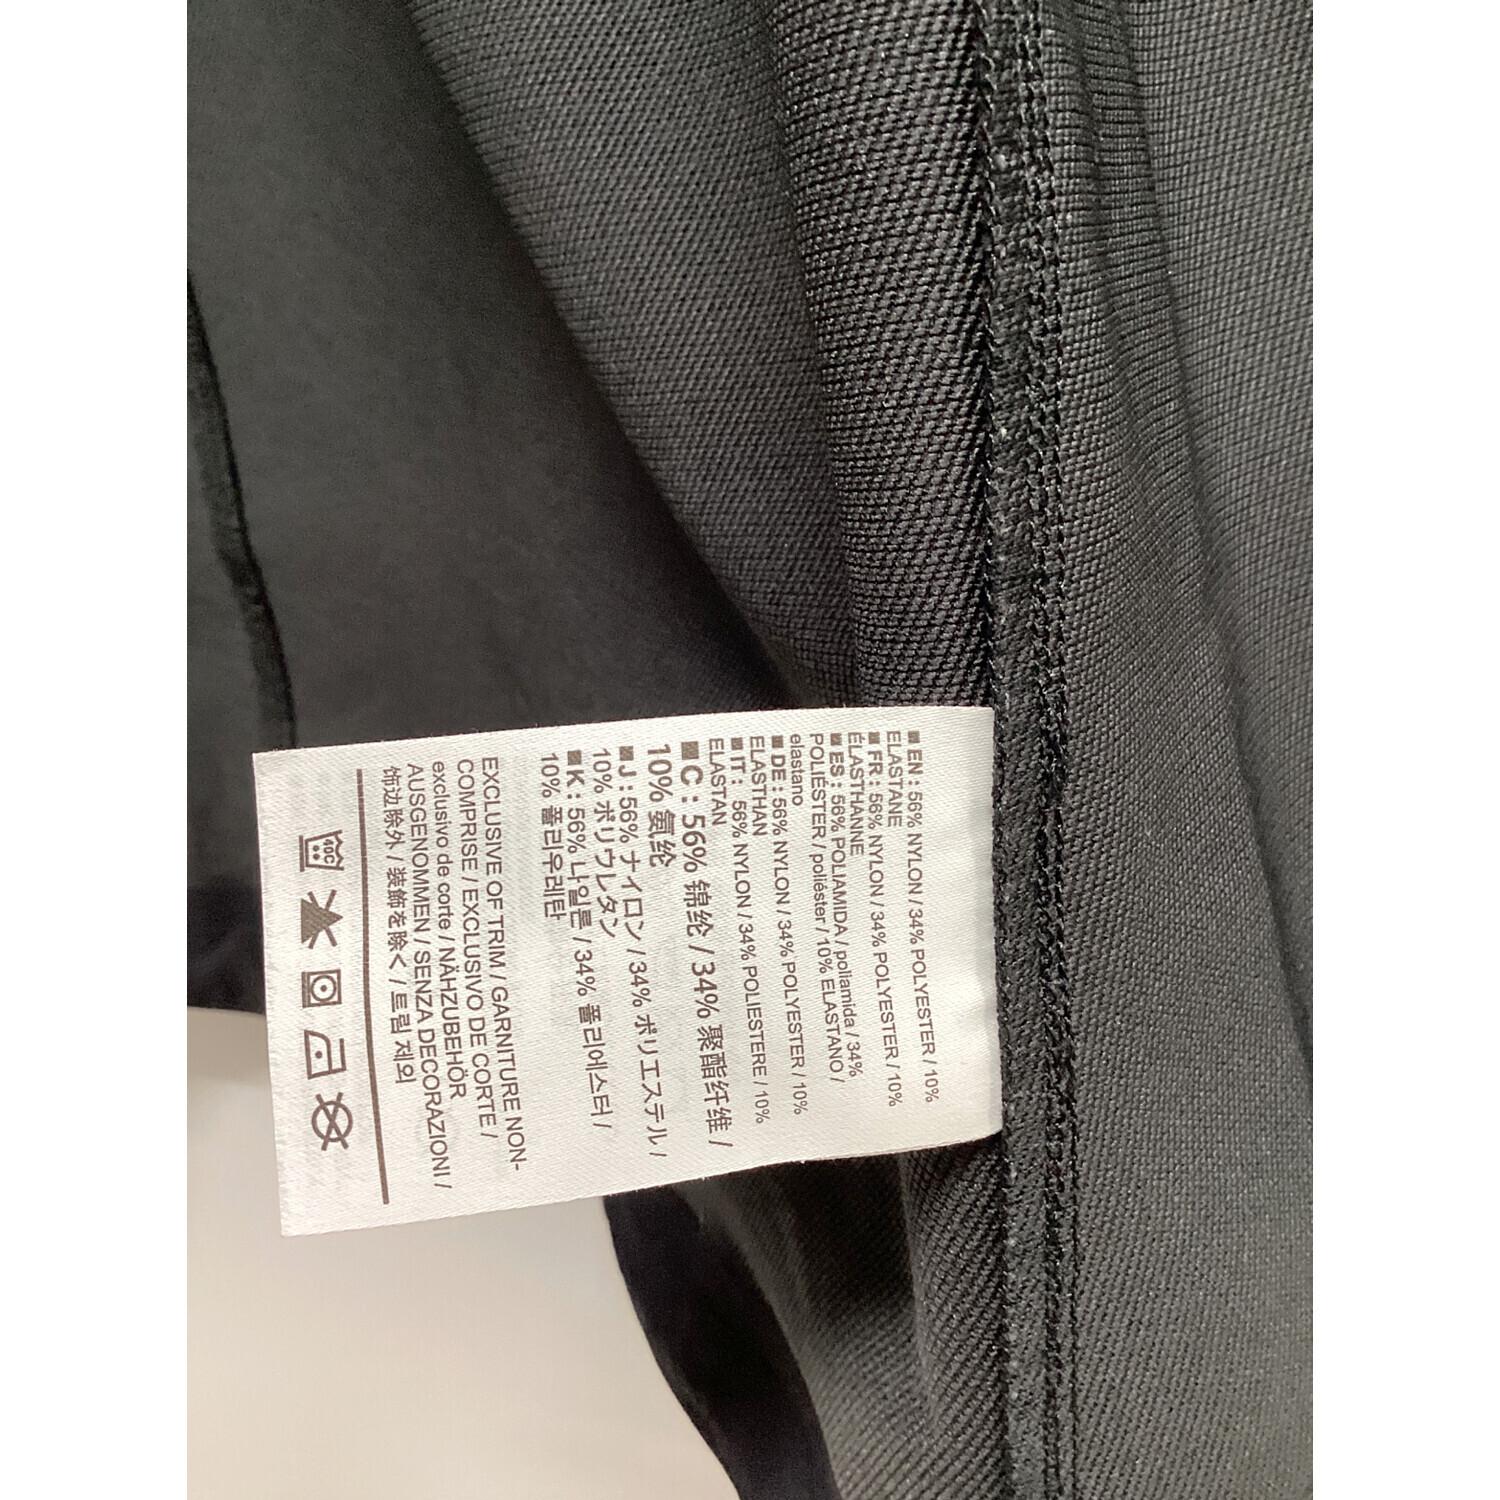 ■ EN : 56% NYLON / 34% POLYESTER / 10%
ELASTANE
■ FR : 56% NYLON / 34% POLYESTER / 10%
ÉLASTHANNE
■ ES : 56% POLIAMIDA / poliamida / 34%
POLIÉSTER / poliéster / 10% ELASTANO /
elastano
■ DE : 56% NYLON / 34% POLYESTER / 10%
ELASTHAN
■ IT : 56% NYLON / 34% POLIESTERE / 10%
ELASTAN
■ C : 56% 锦纶 / 34% 聚酯纤维 /
10% 氨纶
■ J : 56% ナイロン / 34% ポリエステル /
10% ポリウレタン
■ K : 56% 나일론 / 34% 폴리에스터 /
10% 폴리우레탄
EXCLUSIVE OF TRIM / GARNITURE NON-
COMPRISE / EXCLUSIVO DE CORTE /
exclusivo de corte / NÄHZUBEHÖR
AUSGENOMMEN / SENZA DECORAZIONI /
饰边除外 / 装飾を除く / 트림 제외
40C